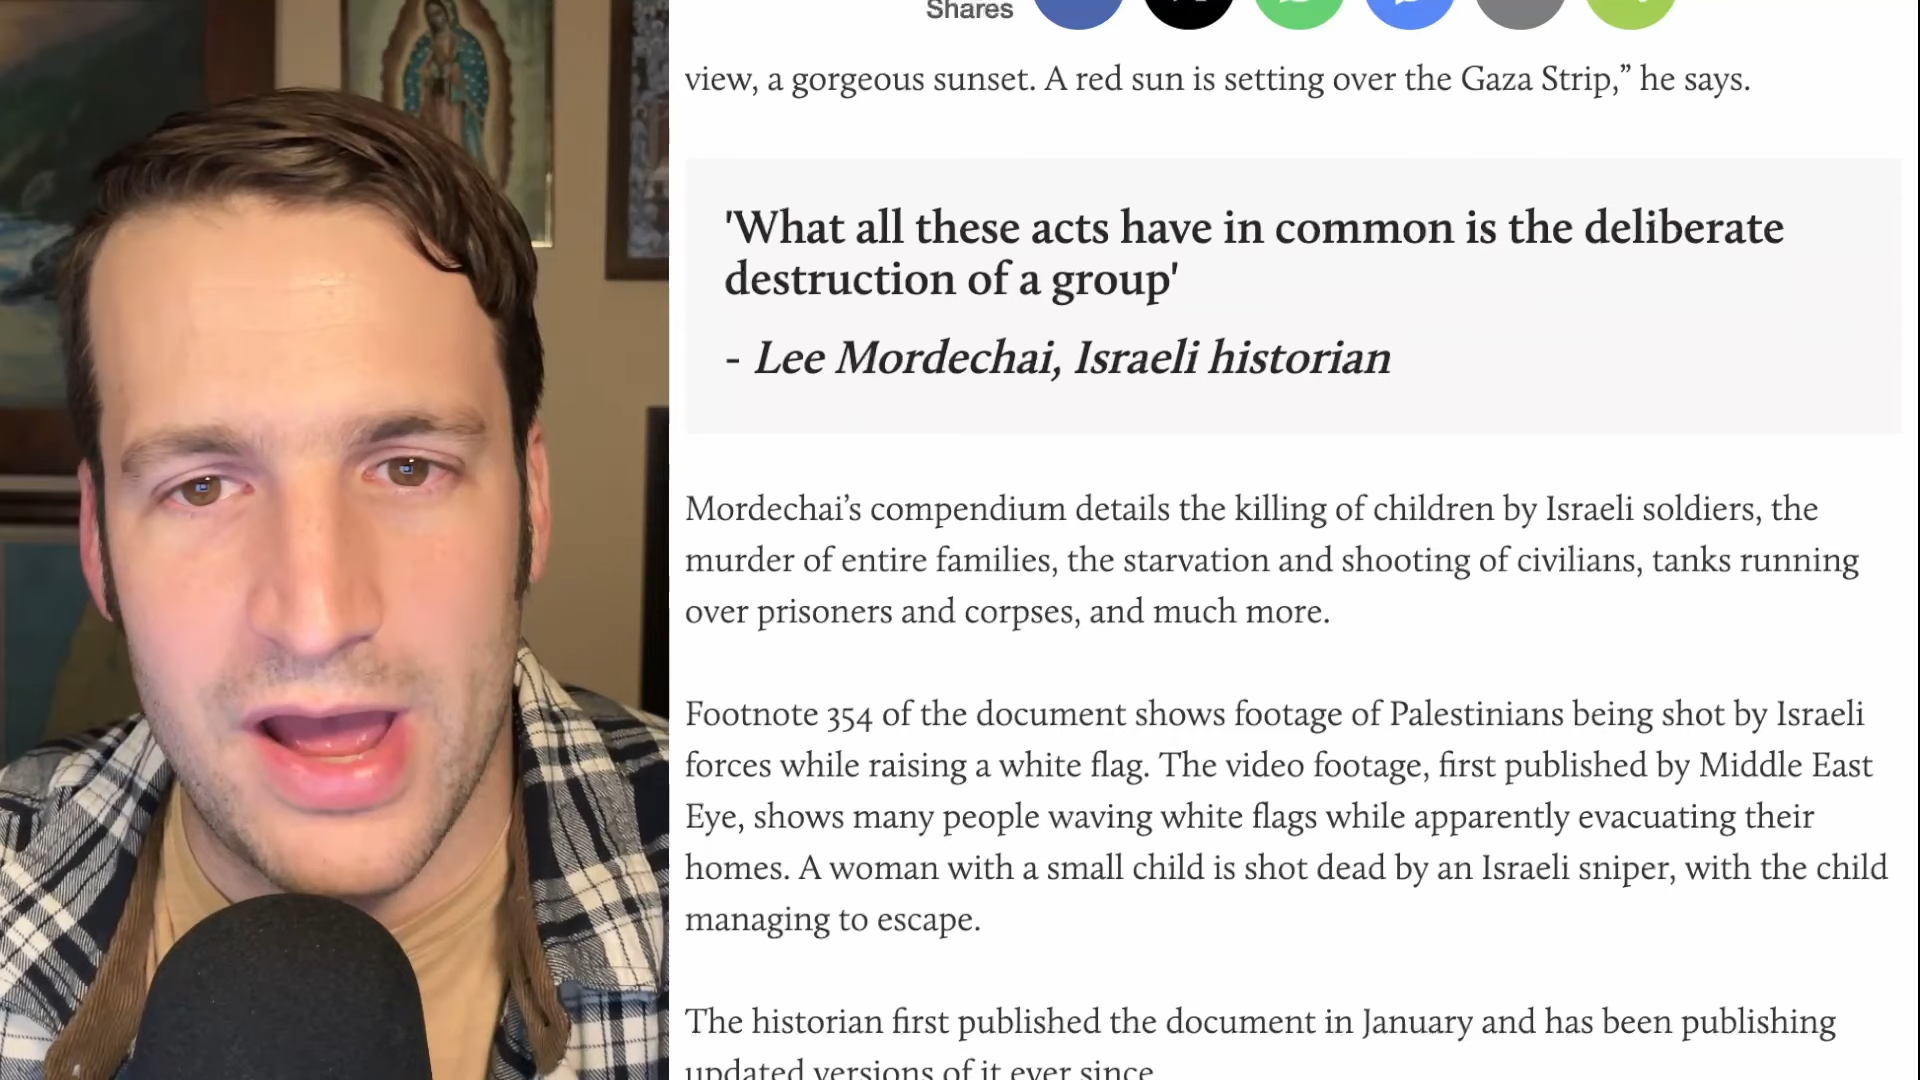 Shares
view, a gorgeous sunset. A red sun is setting over the Gaza Strip,” he says.
'What all these acts have in common is the deliberate
destruction of a group'
- Lee Mordechai, Israeli historian
Mordechai’s compendium details the killing of children by Israeli soldiers, the
murder of entire families, the starvation and shooting of civilians, tanks running
over prisoners and corpses, and much more.
Footnote 354 of the document shows footage of Palestinians being shot by Israeli
forces while raising a white flag. The video footage, first published by Middle East
Eye, shows many people waving white flags while apparently evacuating their
homes. A woman with a small child is shot dead by an Israeli sniper, with the child
managing to escape.
The historian first published the document in January and has been publishing
updated versions of it ever since